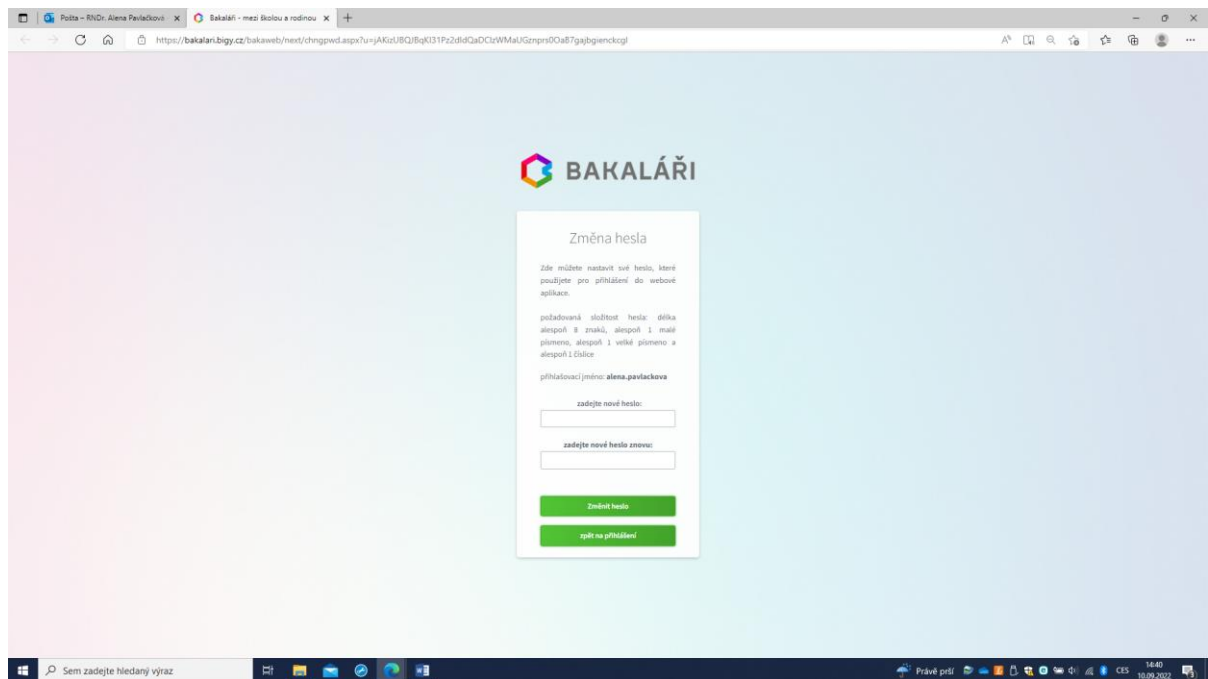 Pošta – RNDr. Alena Pavlačková
Bakaláři - mezi školou a rodinou
https://bakalari.bigy.cz/bakaweb/next/chngpwd.aspx?u=
BAKALÁŘI
Změna hesla
Zde můžete nastavit své heslo, které
použijete pro přihlášení do webové
aplikace.
požadovaná složitost hesla: délka
alespoň 8 znaků, alespoň 1 malé
písmeno, alespoň 1 velké písmeno a
alespoň 1 číslice
přihlašovací jméno: alena.pavlackova
zadejte nové heslo:
zadejte nové heslo znovu:
Změnit heslo
zpět na přihlášení
Sem zadejte hledaný výraz
Právě prší
CES
14:40
10.09.2022